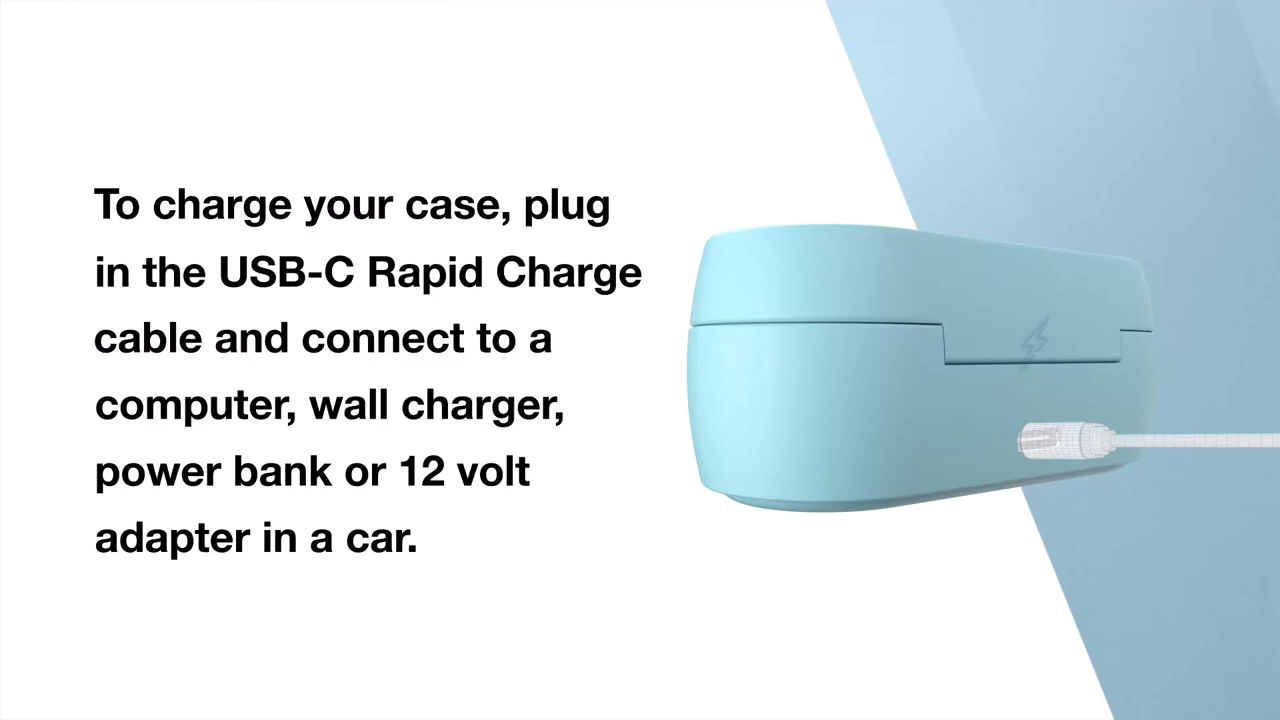 To charge your case, plug
in the USB-C Rapid Charge
cable and connect to a
computer, wall charger,
power bank or 12 volt
adapter in a car.